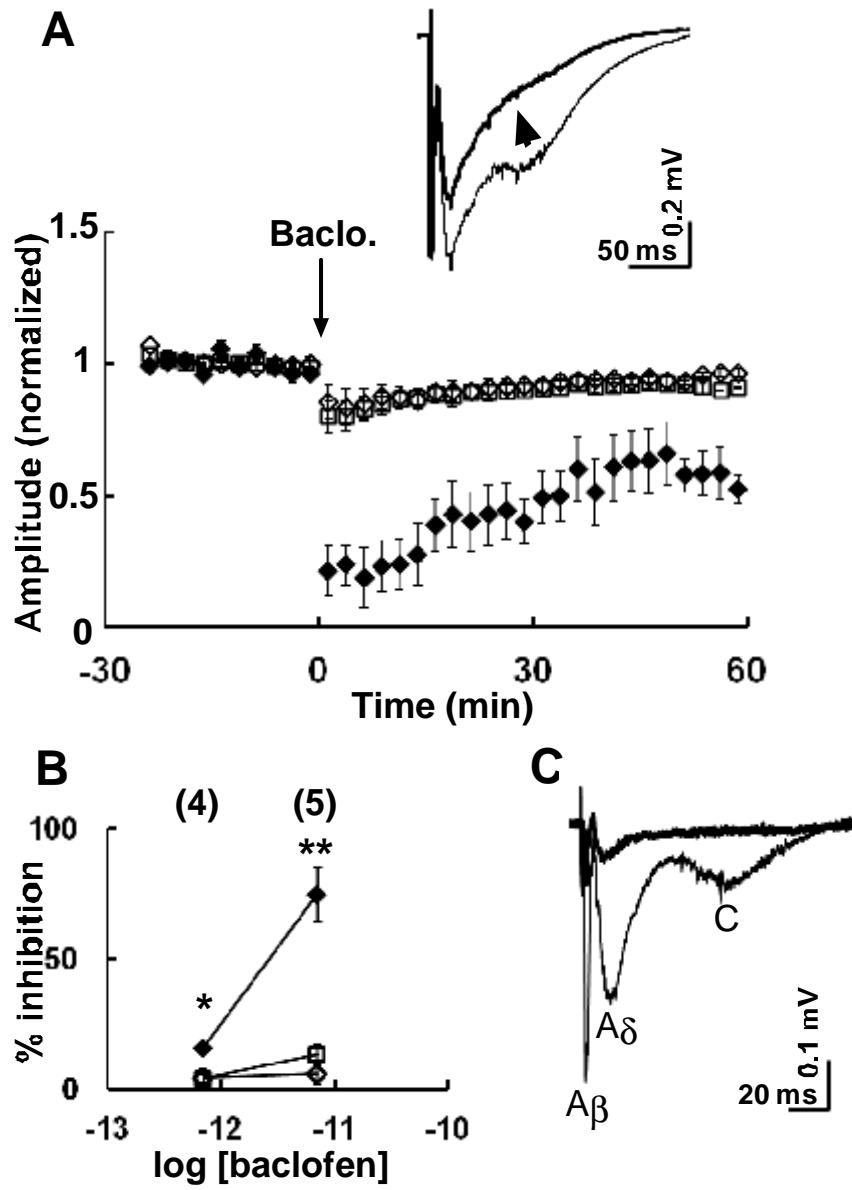 A
0.2 mV
50 ms
Baclo.
Amplitude (normalized)
1.5
1
0.5
0
-30
0
30
60
Time (min)
B
(4)
(5)
100
50
0
% inhibition
*
**
-13
-12
-11
-10
log [baclofen]
C
C
Aδ
Aβ
0.1 mV
20 ms